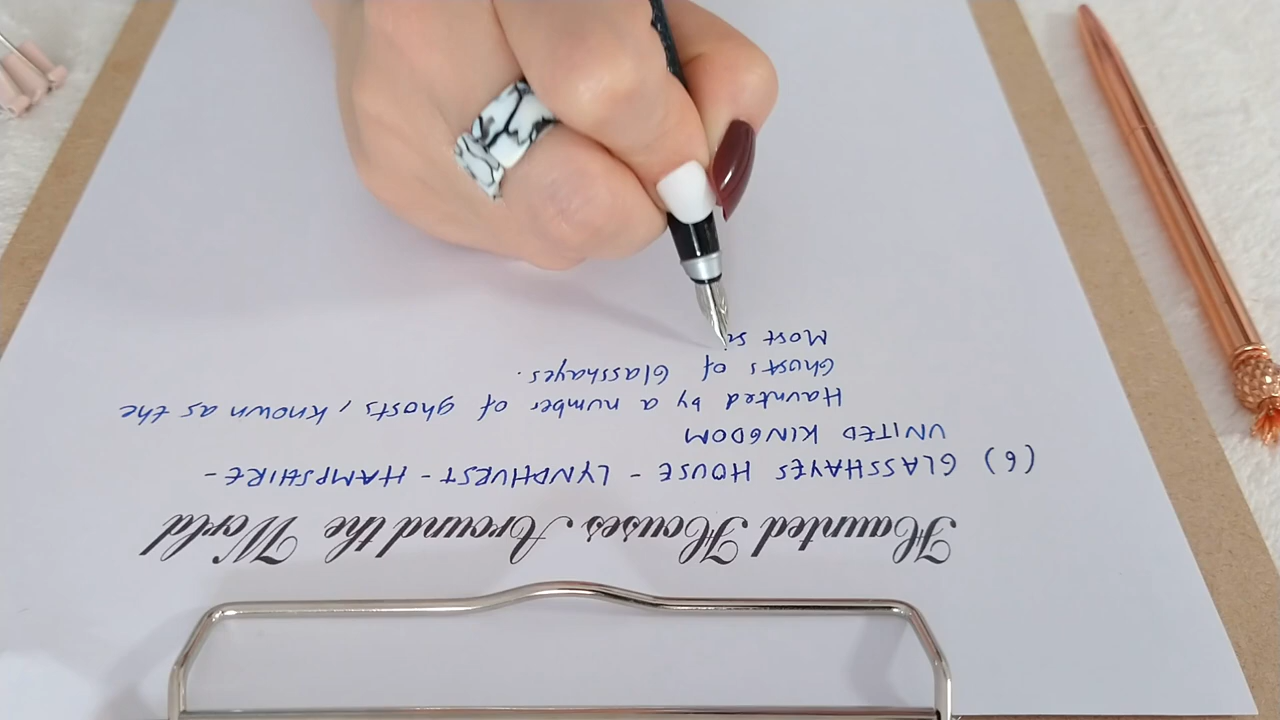 Haunted Houses Around the World
(6) GLASSHAYES HOUSE - LYNDHURST - HAMPSHIRE -
UNITED KINGDOM
Haunted by a number of ghosts, known as the
Ghosts of Glasshayes.
Most si